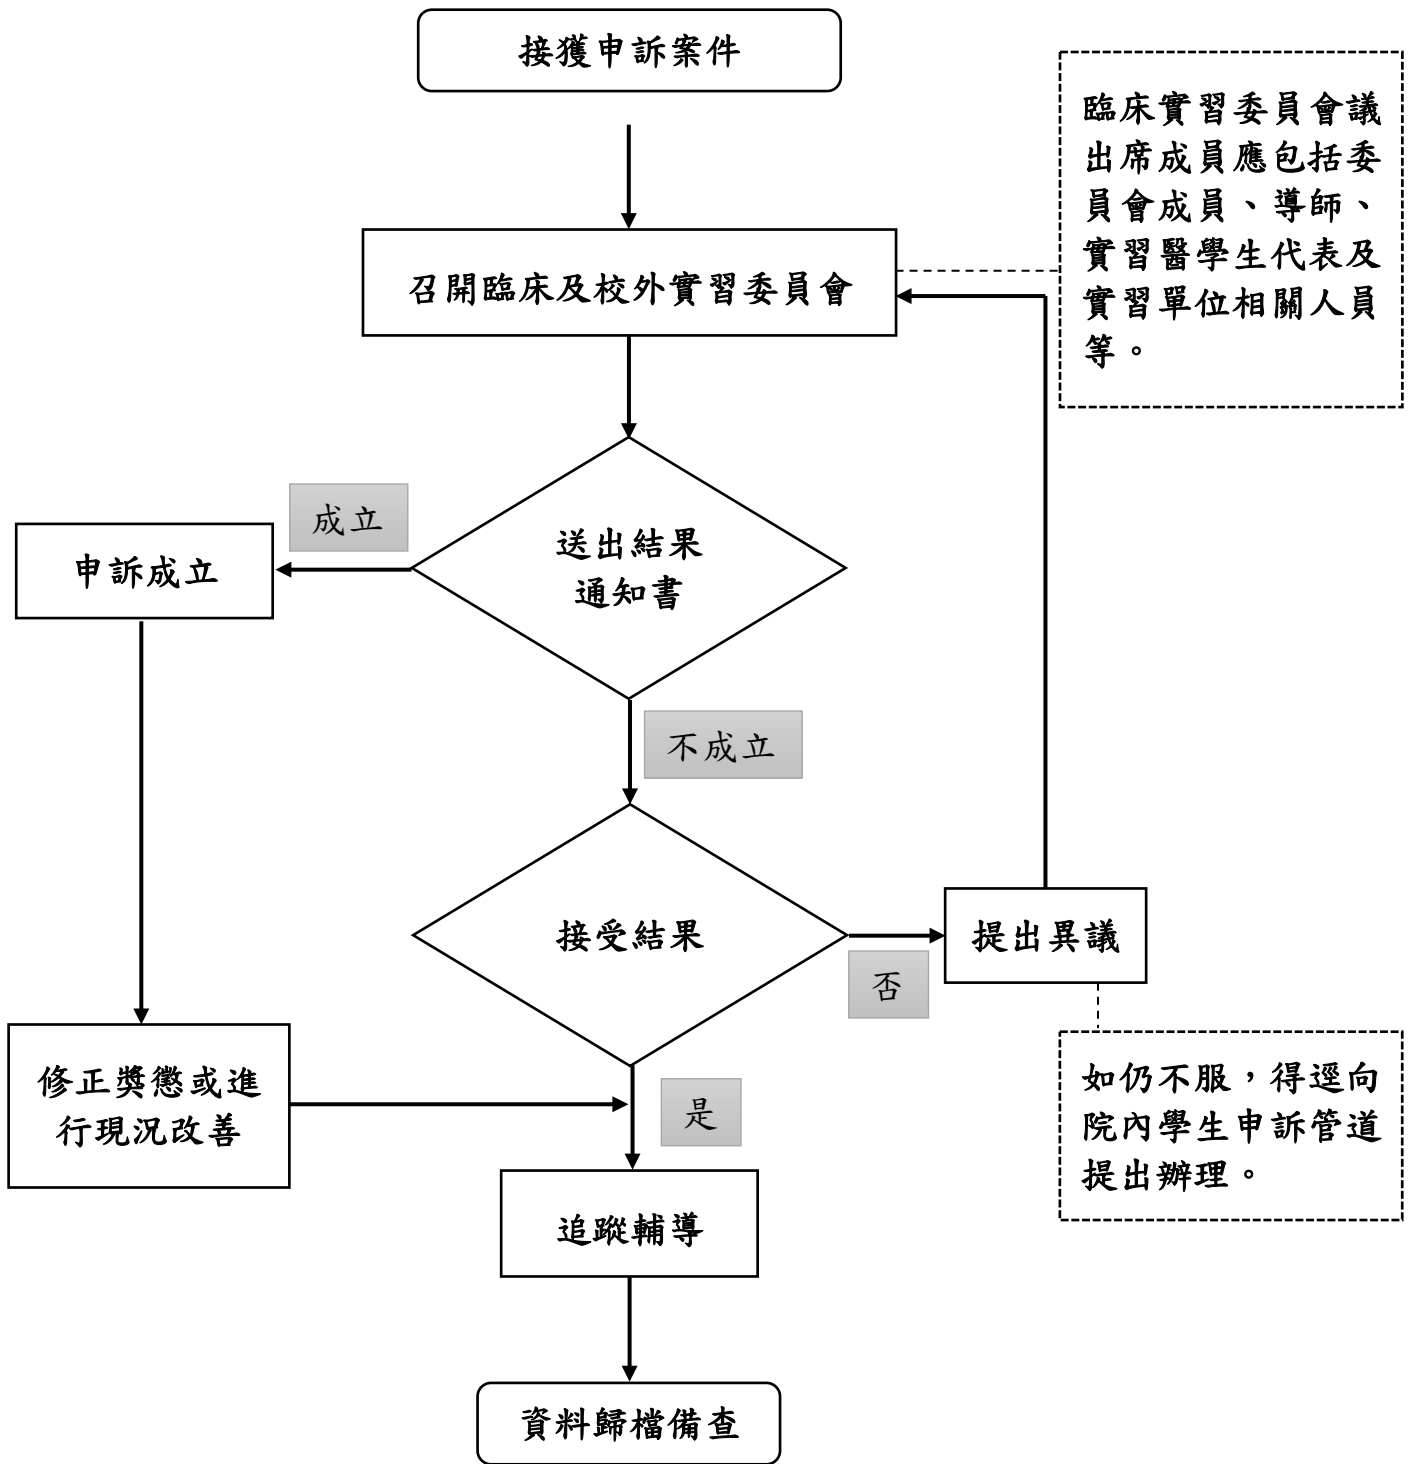 接獲申訴案件
臨床實習委員會議
出席成員應包括委
員會成員、導師、
實習醫學生代表及
實習單位相關人員
等。
召開臨床及校外實習委員會
成立
申訴成立
送出結果
通知書
不成立
接受結果
否
提出異議
如仍不服，得逕向
院內學生申訴管道
提出辦理。
修正獎懲或進
行現況改善
是
追蹤輔導
資料歸檔備查